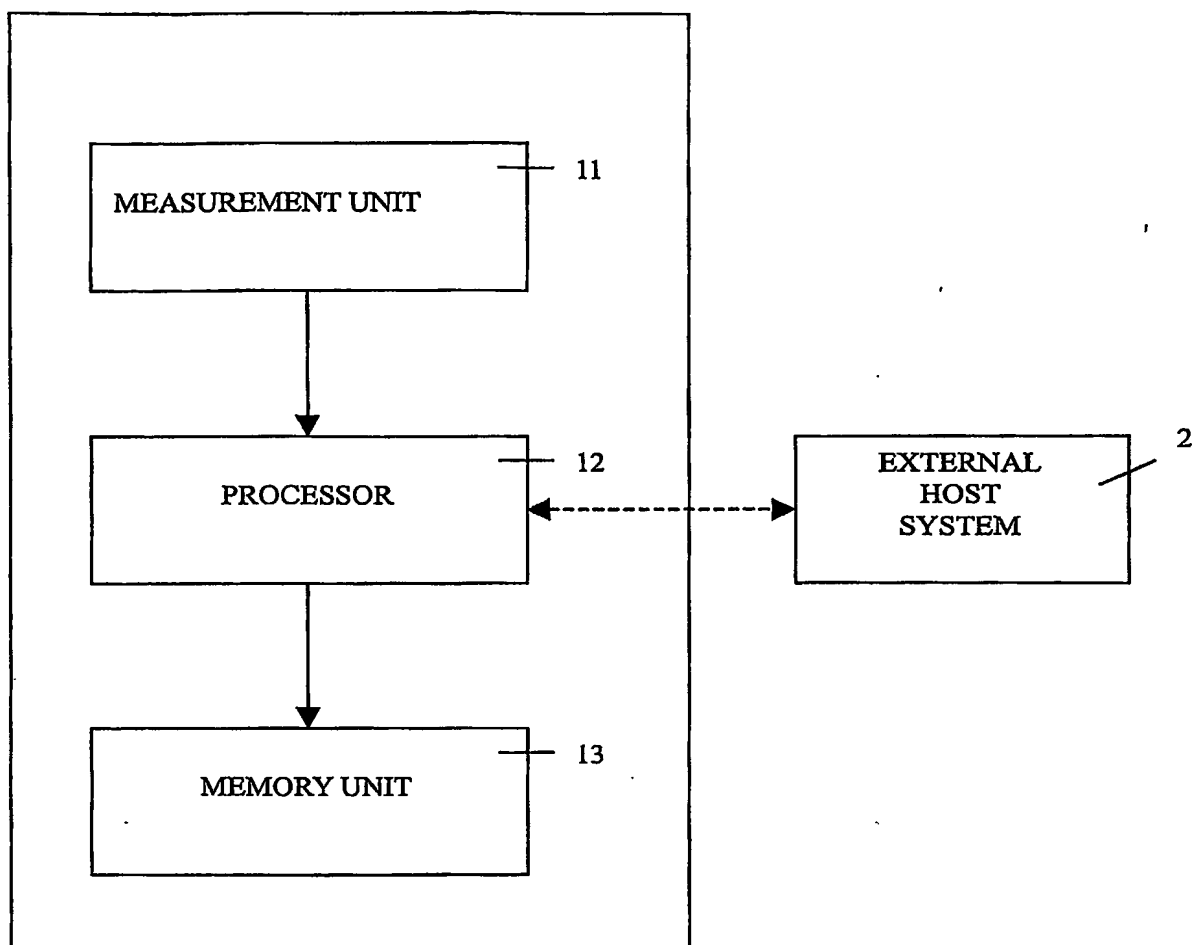 11
MEASUREMENT UNIT
12
PROCESSOR
2
EXTERNAL
HOST
SYSTEM
13
MEMORY UNIT